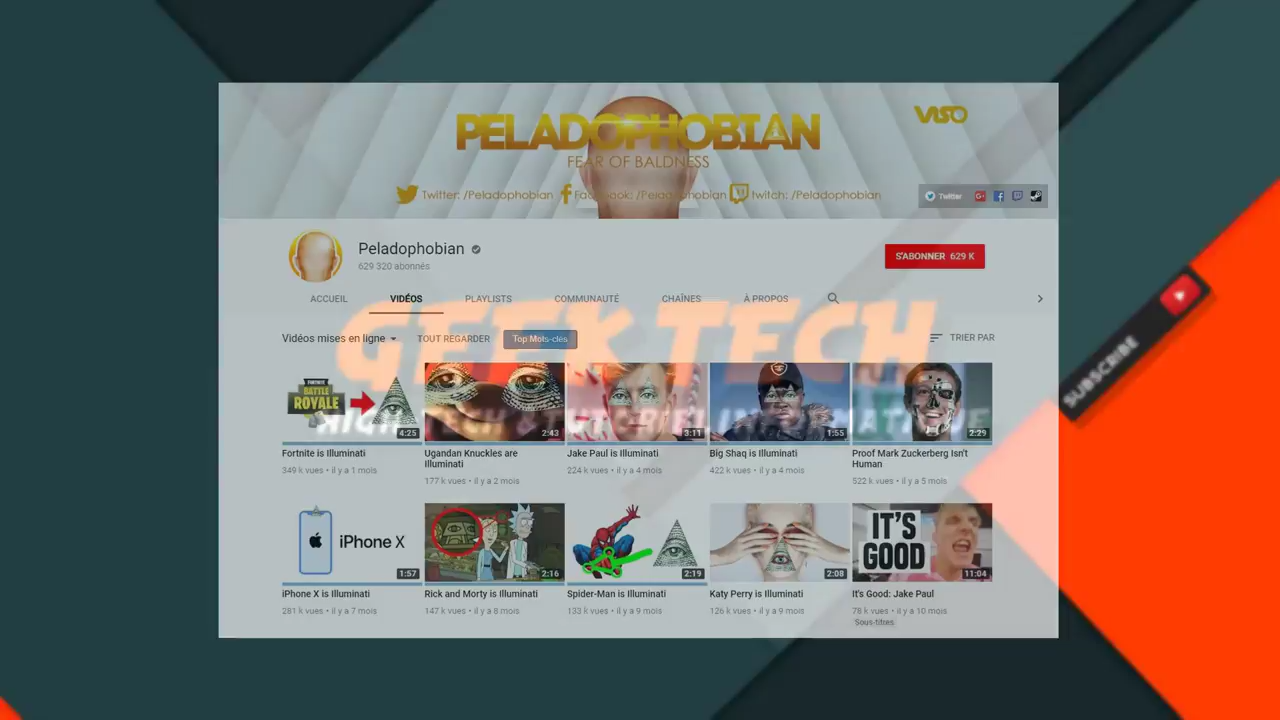 PELADOPHOBIAN
VISO
FEAR OF BALDNESS
Twitter: /Peladophobian Facebook: /Peladophobian Twitch: /Peladophobian
Twitter
Peladophobian
629 320 abonnés
S'ABONNER 629 K
ACCUEIL VIDÉOS PLAYLISTS COMMUNAUTÉ CHAÎNES À PROPOS
GEEK TECH
Vidéos mises en ligne TOUT REGARDER Top Mots-clés TRIER PAR
SUBSCRIBE
HIGH-TECH & TUTORIEL INFORMATIQUE
FORTNITE
BATTLE
ROYALE
4:25 2:43 3:11 1:55 2:29
Fortnite is Illuminati
349 k vues • il y a 1 mois
Ugandan Knuckles are
Illuminati
177 k vues • il y a 2 mois
Jake Paul is Illuminati
224 k vues • il y a 4 mois
Big Shaq is Illuminati
422 k vues • il y a 4 mois
Proof Mark Zuckerberg Isn't
Human
522 k vues • il y a 5 mois
iPhone X
IT'S
GOOD
1:57 2:16 2:19 2:08 11:04
iPhone X is Illuminati
281 k vues • il y a 7 mois
Rick and Morty is Illuminati
147 k vues • il y a 8 mois
Spider-Man is Illuminati
133 k vues • il y a 9 mois
Katy Perry is Illuminati
126 k vues • il y a 9 mois
It's Good: Jake Paul
78 k vues • il y a 10 mois
Sous-titres